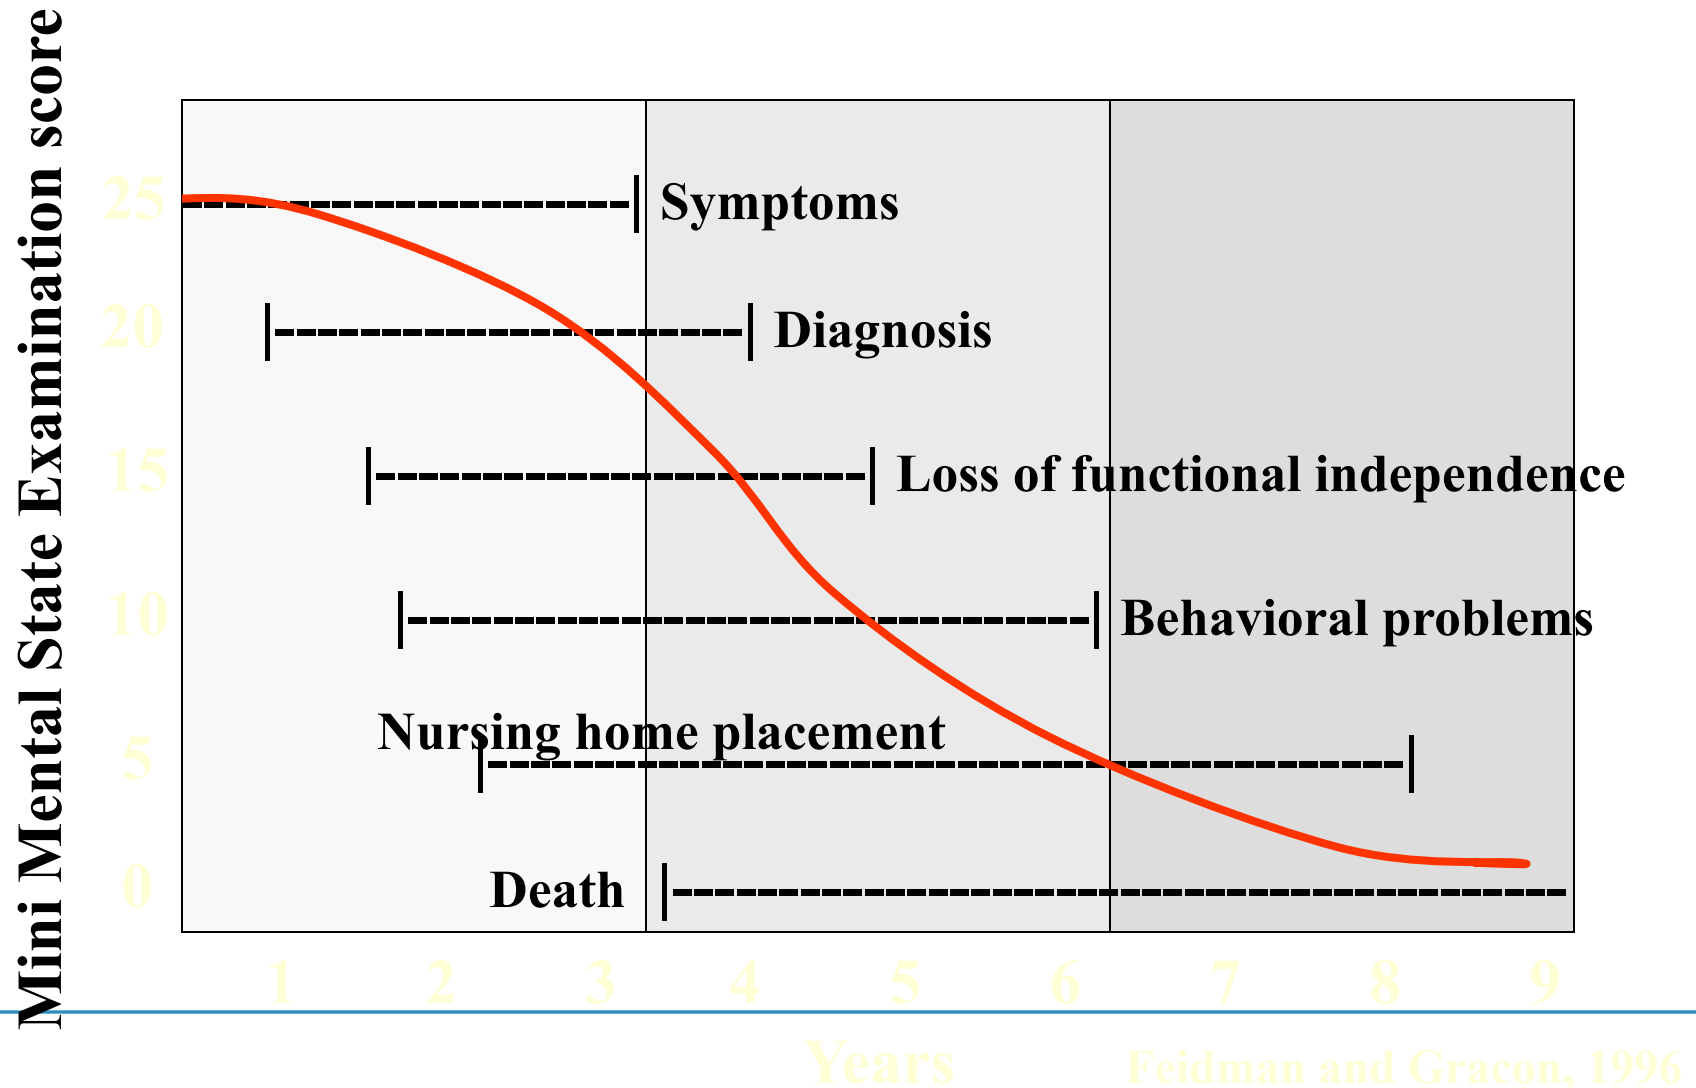 Mini Mental State Examination score
25
Symptoms
20
Diagnosis
15
Loss of functional independence
10
Behavioral problems
Nursing home placement
5
Death
0
1 2 3 4 5 6 7 8 9
Years
Feidman and Gracon, 1996